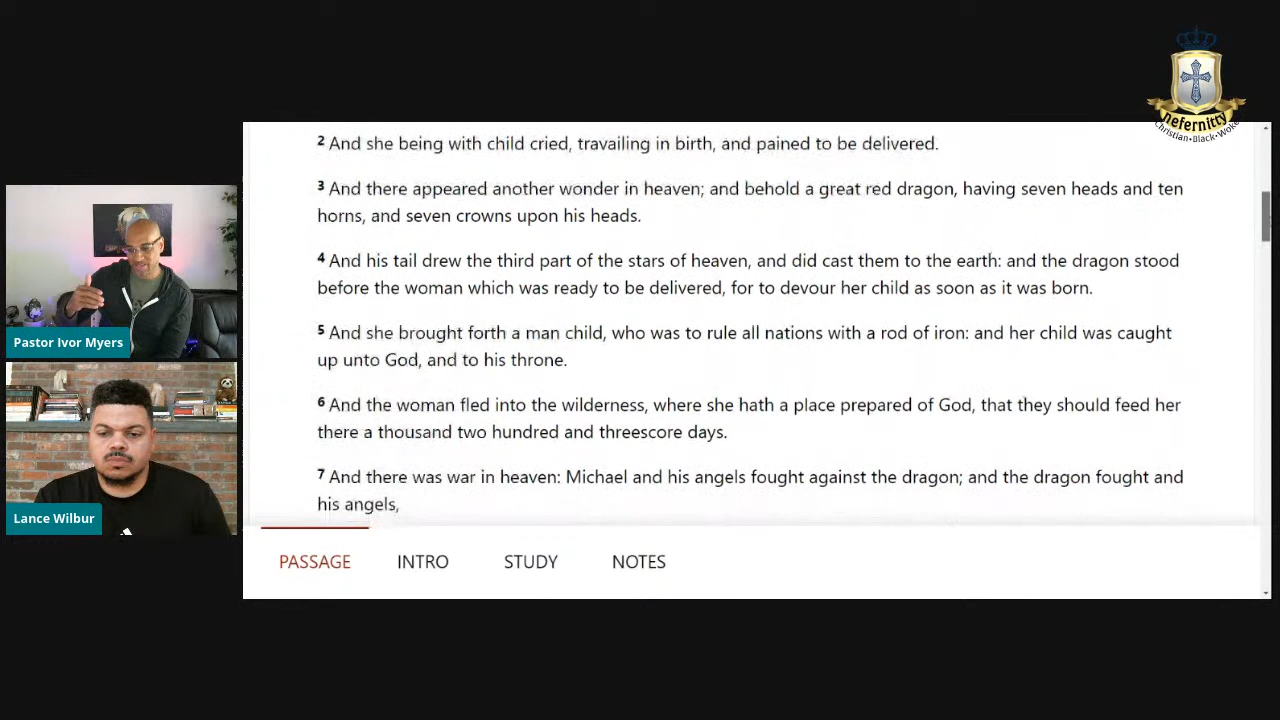 nefernitty
Christian•Black•Woke
2 And she being with child cried, travailing in birth, and pained to be delivered.
3 And there appeared another wonder in heaven; and behold a great red dragon, having seven heads and ten
horns, and seven crowns upon his heads.
4 And his tail drew the third part of the stars of heaven, and did cast them to the earth: and the dragon stood
before the woman which was ready to be delivered, for to devour her child as soon as it was born.
5 And she brought forth a man child, who was to rule all nations with a rod of iron: and her child was caught
up unto God, and to his throne.
6 And the woman fled into the wilderness, where she hath a place prepared of God, that they should feed her
there a thousand two hundred and threescore days.
7 And there was war in heaven: Michael and his angels fought against the dragon; and the dragon fought and
his angels,
PASSAGE INTRO STUDY NOTES
Pastor Ivor Myers
Lance Wilbur